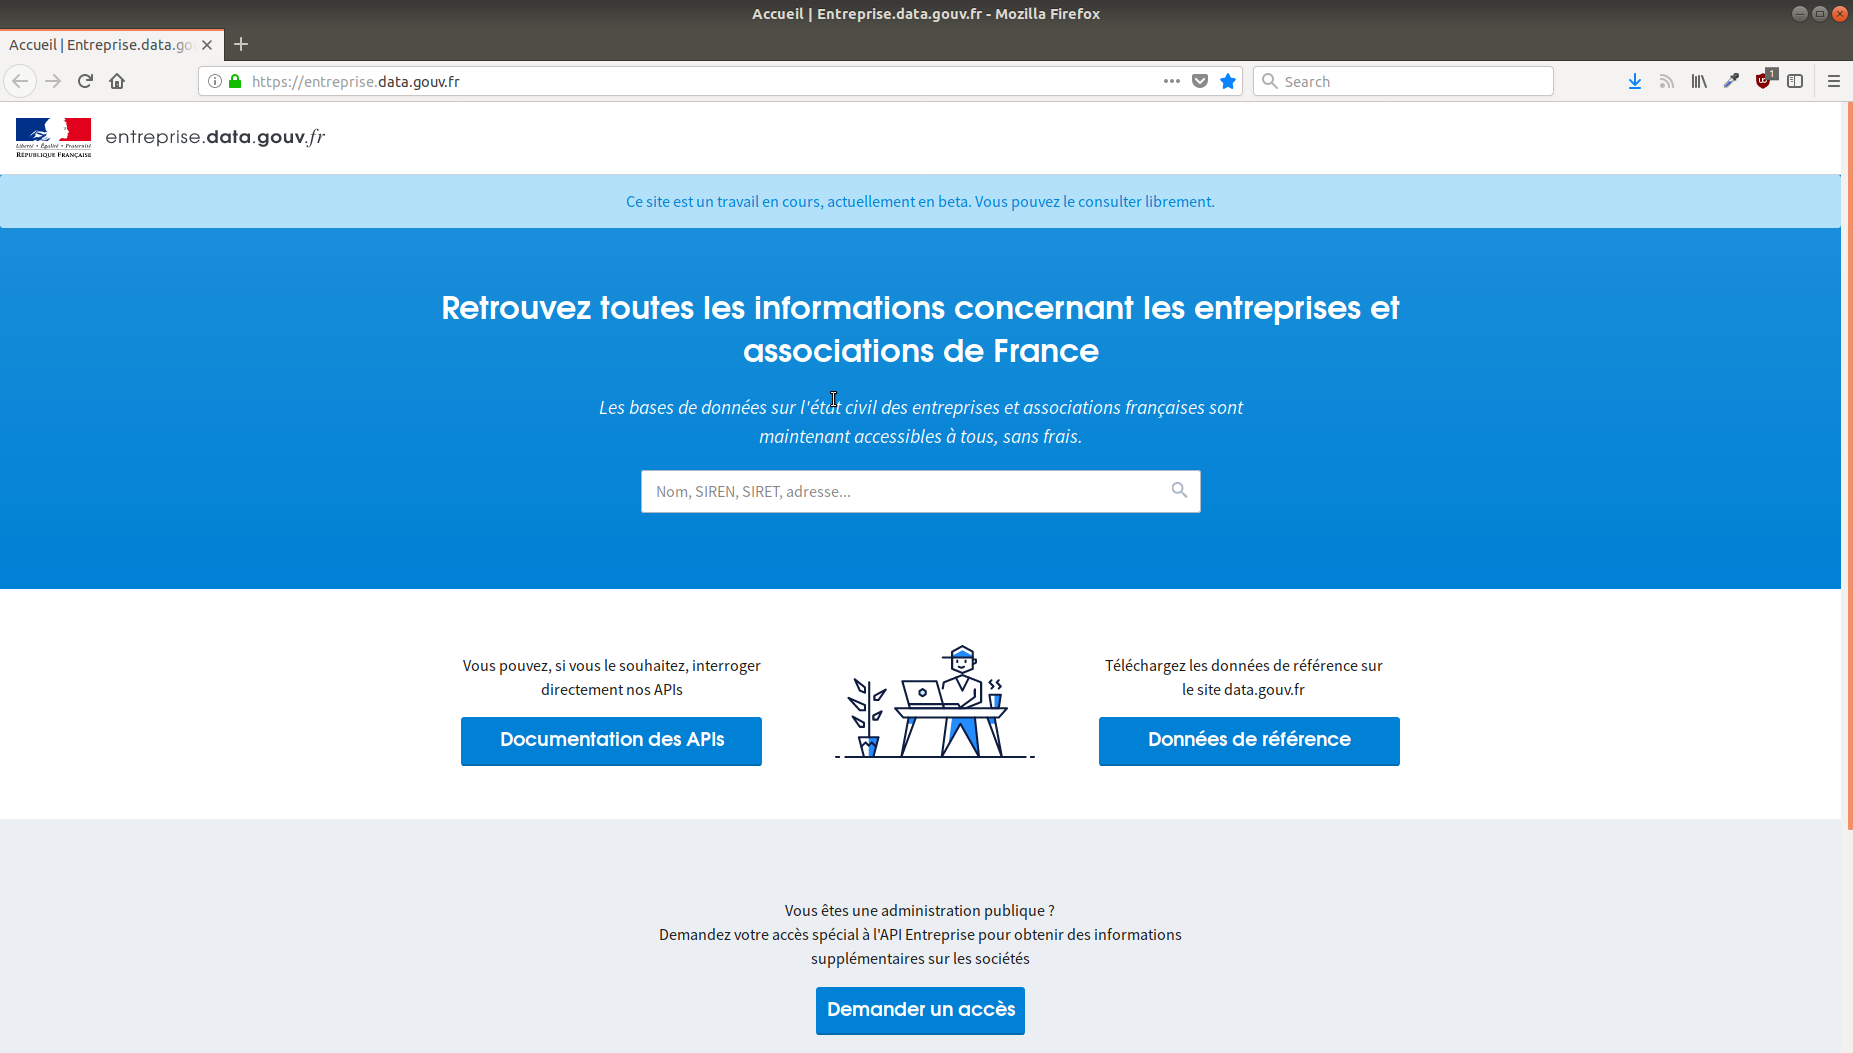 Accueil | Entreprise.data.gouv.fr - Mozilla Firefox
Accueil | Entreprise.data.go
https://entreprise.data.gouv.fr
Search
1
Liberté • Égalité • Fraternité
RÉPUBLIQUE FRANÇAISE
entreprise.data.gouv.fr
Ce site est un travail en cours, actuellement en beta. Vous pouvez le consulter librement.
Retrouvez toutes les informations concernant les entreprises et
associations de France
Les bases de données sur l'état civil des entreprises et associations françaises sont
maintenant accessibles à tous, sans frais.
Nom, SIREN, SIRET, adresse...
Vous pouvez, si vous le souhaitez, interroger
directement nos APIs
Documentation des APIs
Téléchargez les données de référence sur
le site data.gouv.fr
Données de référence
Vous êtes une administration publique ?
Demandez votre accès spécial à l'API Entreprise pour obtenir des informations
supplémentaires sur les sociétés
Demander un accès